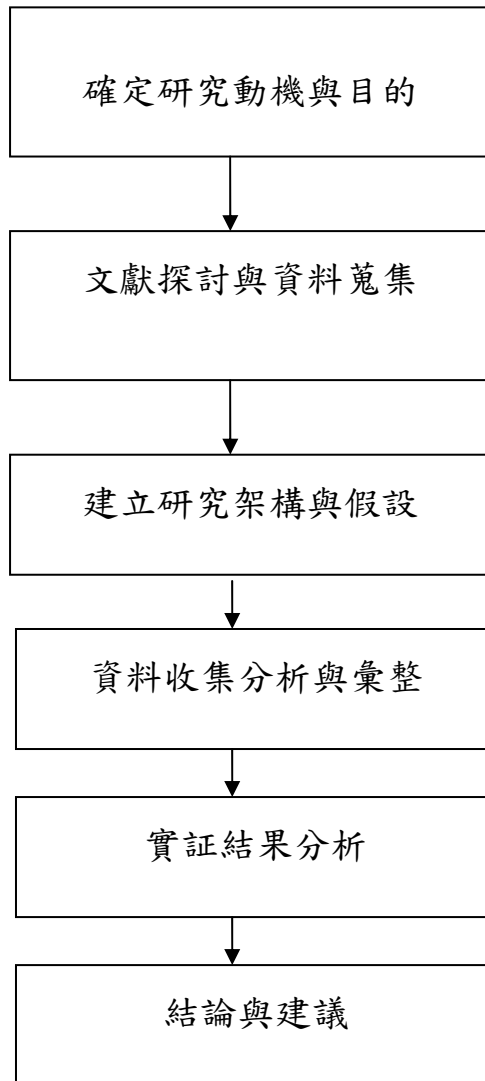 確定研究動機與目的
文獻探討與資料蒐集
建立研究架構與假設
資料收集分析與彙整
實証結果分析
結論與建議